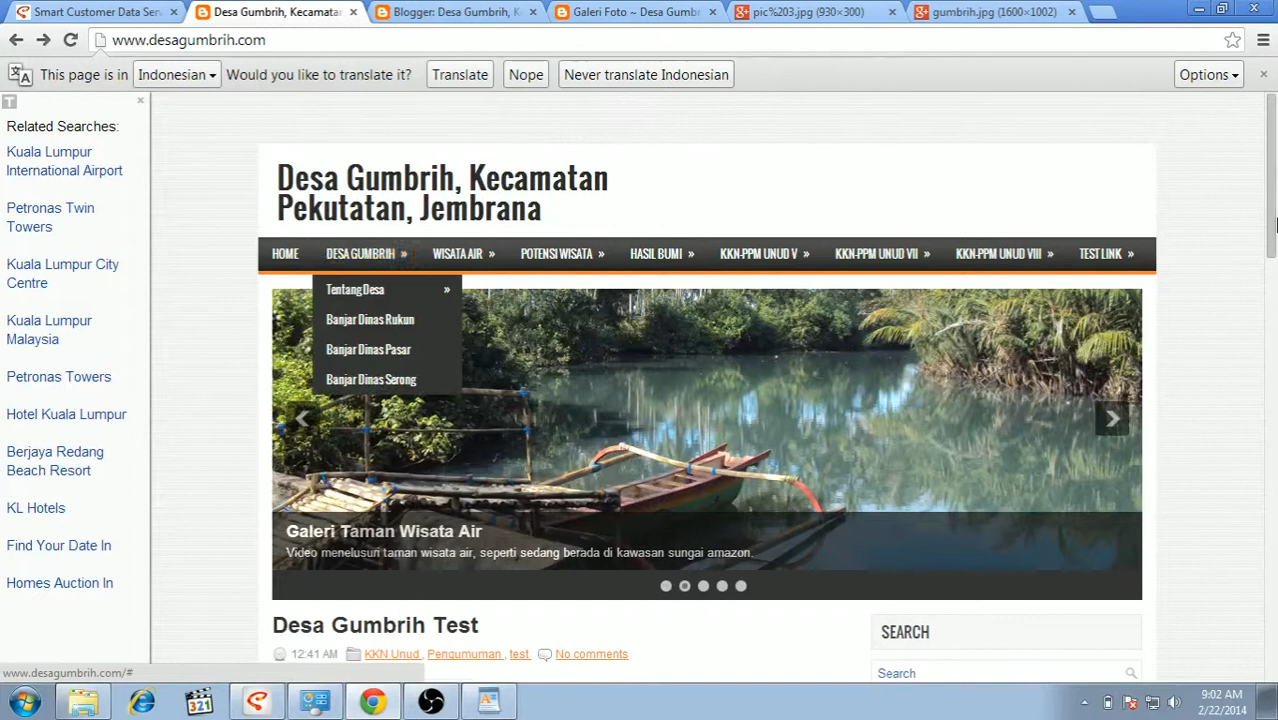 Smart Customer Data Serv
Desa Gumbrih, Kecamata
Blogger: Desa Gumbrih, K
Galeri Foto ~ Desa Gumb
pic%203.jpg (930×300)
gumbrih.jpg (1600×1002)
www.desagumbrih.com
This page is in Indonesian Would you like to translate it? Translate Nope Never translate Indonesian Options
Related Searches:
Kuala Lumpur
International Airport
Petronas Twin
Towers
Kuala Lumpur City
Centre
Kuala Lumpur
Malaysia
Petronas Towers
Hotel Kuala Lumpur
Berjaya Redang
Beach Resort
KL Hotels
Find Your Date In
Homes Auction In
Desa Gumbrih, Kecamatan
Pekutatan, Jembrana
HOME DESA GUMBRIH » WISATA AIR » POTENSI WISATA » HASIL BUMI » KKN-PPM UNUD V » KKN-PPM UNUD VII » KKN-PPM UNUD VIII » TEST LINK »
Tentang Desa »
Banjar Dinas Rukun
Banjar Dinas Pasar
Banjar Dinas Serong
Galeri Taman Wisata Air
Video menelusuri taman wisata air, seperti sedang berada di kawasan sungai amazon.
Desa Gumbrih Test
12:41 AM KKN Unud , Pengumuman , test No comments
SEARCH
Search
www.desagumbrih.com/#
321
9:02 AM
2/22/2014